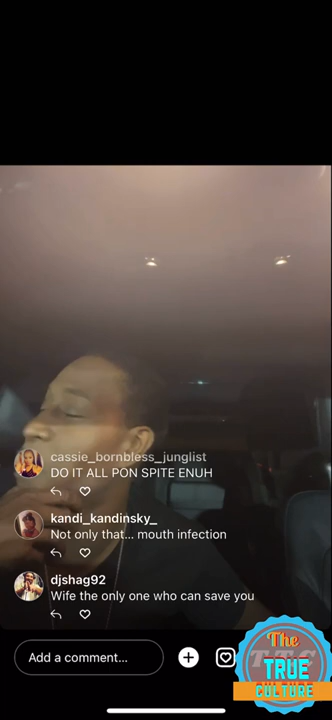 cassie_bornbless_junglist
DO IT ALL PON SPITE ENUH
kandi_kandinsky_
Not only that... mouth infection
djshag92
Wife the only one who can save you
Add a comment...
The
TRUE
CULTURE